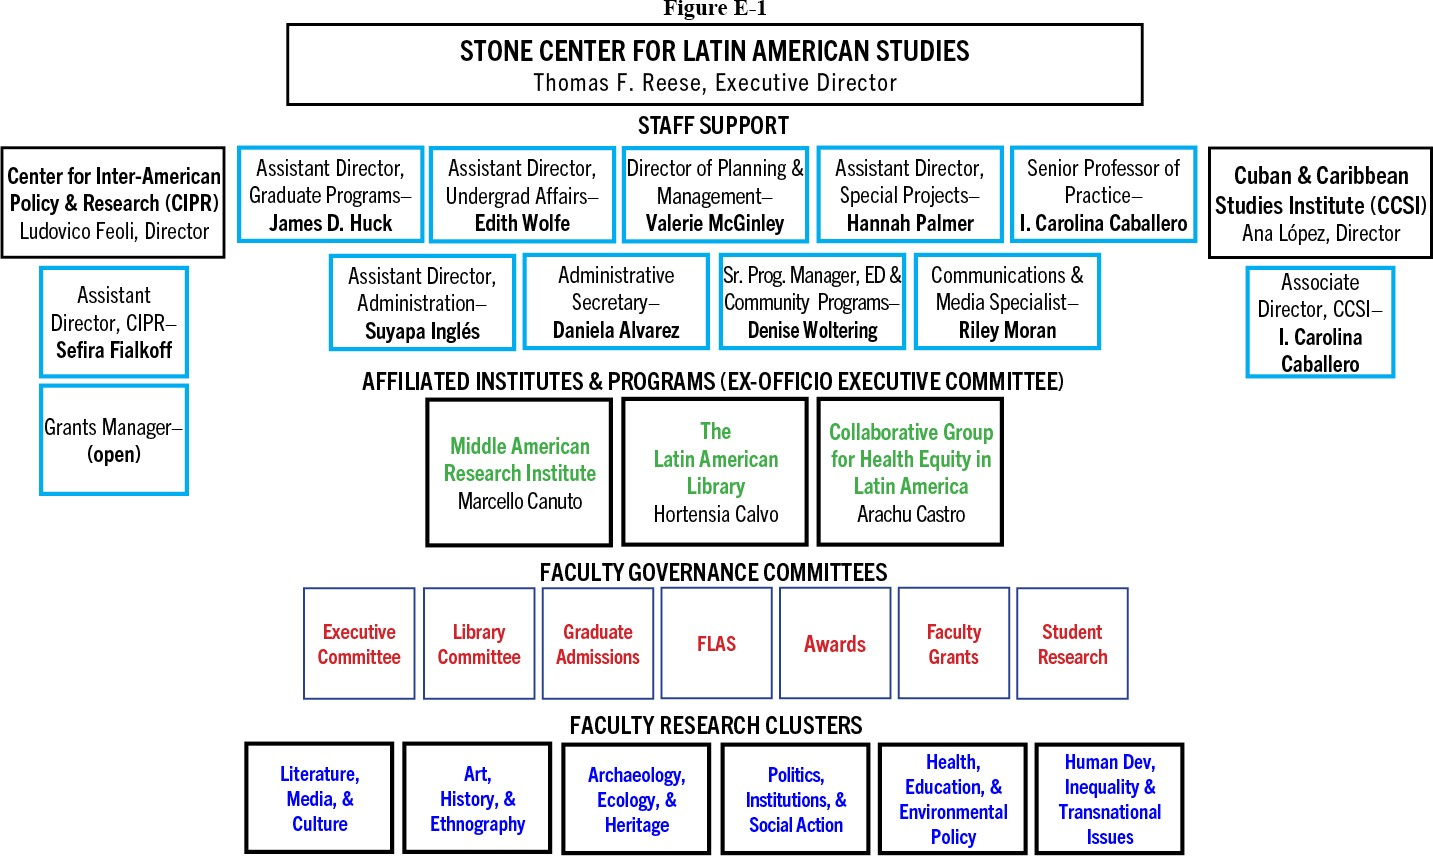 Figure E-1
STONE CENTER FOR LATIN AMERICAN STUDIES
Thomas F. Reese, Executive Director
STAFF SUPPORT
Center for Inter-American
Policy & Research (CIPR)
Ludovico Feoli, Director
Assistant
Director, CIPR–
Sefira Fialkoff
Grants Manager–
(open)
Assistant Director,
Graduate Programs–
James D. Huck
Assistant Director,
Undergrad Affairs–
Edith Wolfe
Director of Planning &
Management–
Valerie McGinley
Assistant Director,
Special Projects–
Hannah Palmer
Senior Professor of
Practice–
I. Carolina Caballero
Cuban & Caribbean
Studies Institute (CCSI)
Ana López, Director
Associate
Director, CCSI–
I. Carolina
Caballero
Assistant Director,
Administration–
Suyapa Inglés
Administrative
Secretary–
Daniela Alvarez
Sr. Prog. Manager, ED &
Community Programs–
Denise Woltering
Communications &
Media Specialist–
Riley Moran
AFFILIATED INSTITUTES & PROGRAMS (EX-OFFICIO EXECUTIVE COMMITTEE)
Middle American
Research Institute
Marcello Canuto
The
Latin American
Library
Hortensia Calvo
Collaborative Group
for Health Equity in
Latin America
Arachu Castro
FACULTY GOVERNANCE COMMITTEES
Executive
Committee
Library
Committee
Graduate
Admissions
FLAS
Awards
Faculty
Grants
Student
Research
FACULTY RESEARCH CLUSTERS
Literature,
Media, &
Culture
Art,
History, &
Ethnography
Archaeology,
Ecology, &
Heritage
Politics,
Institutions, &
Social Action
Health,
Education, &
Environmental
Policy
Human Dev,
Inequality &
Transnational
Issues